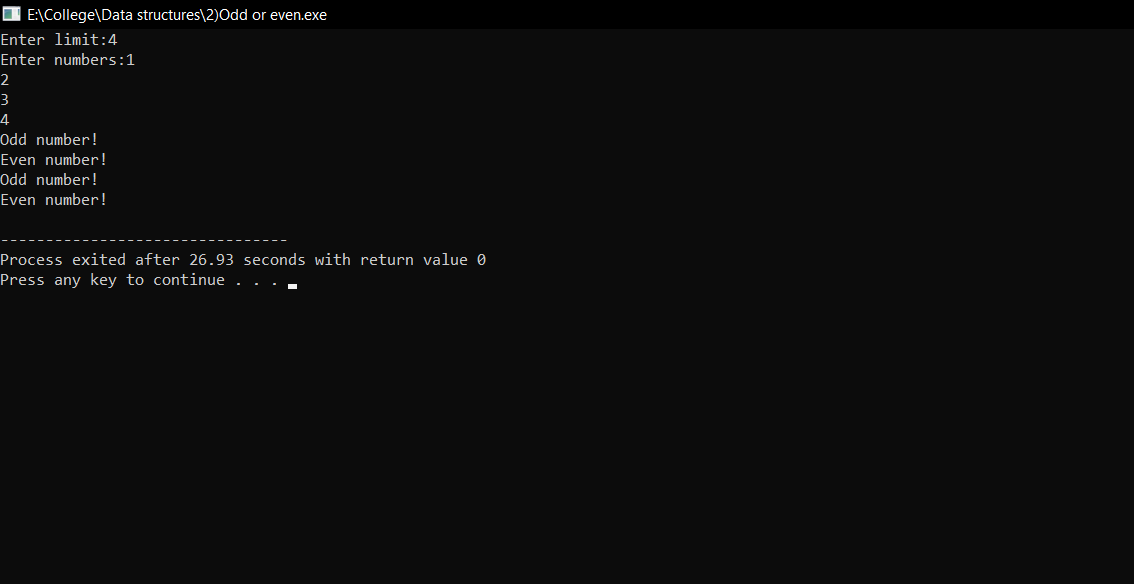 E:\College\Data structures\2)Odd or even.exe
Enter limit:4
Enter numbers:1
2
3
4
Odd number!
Even number!
Odd number!
Even number!
--------------------------------
Process exited after 26.93 seconds with return value 0
Press any key to continue . . .